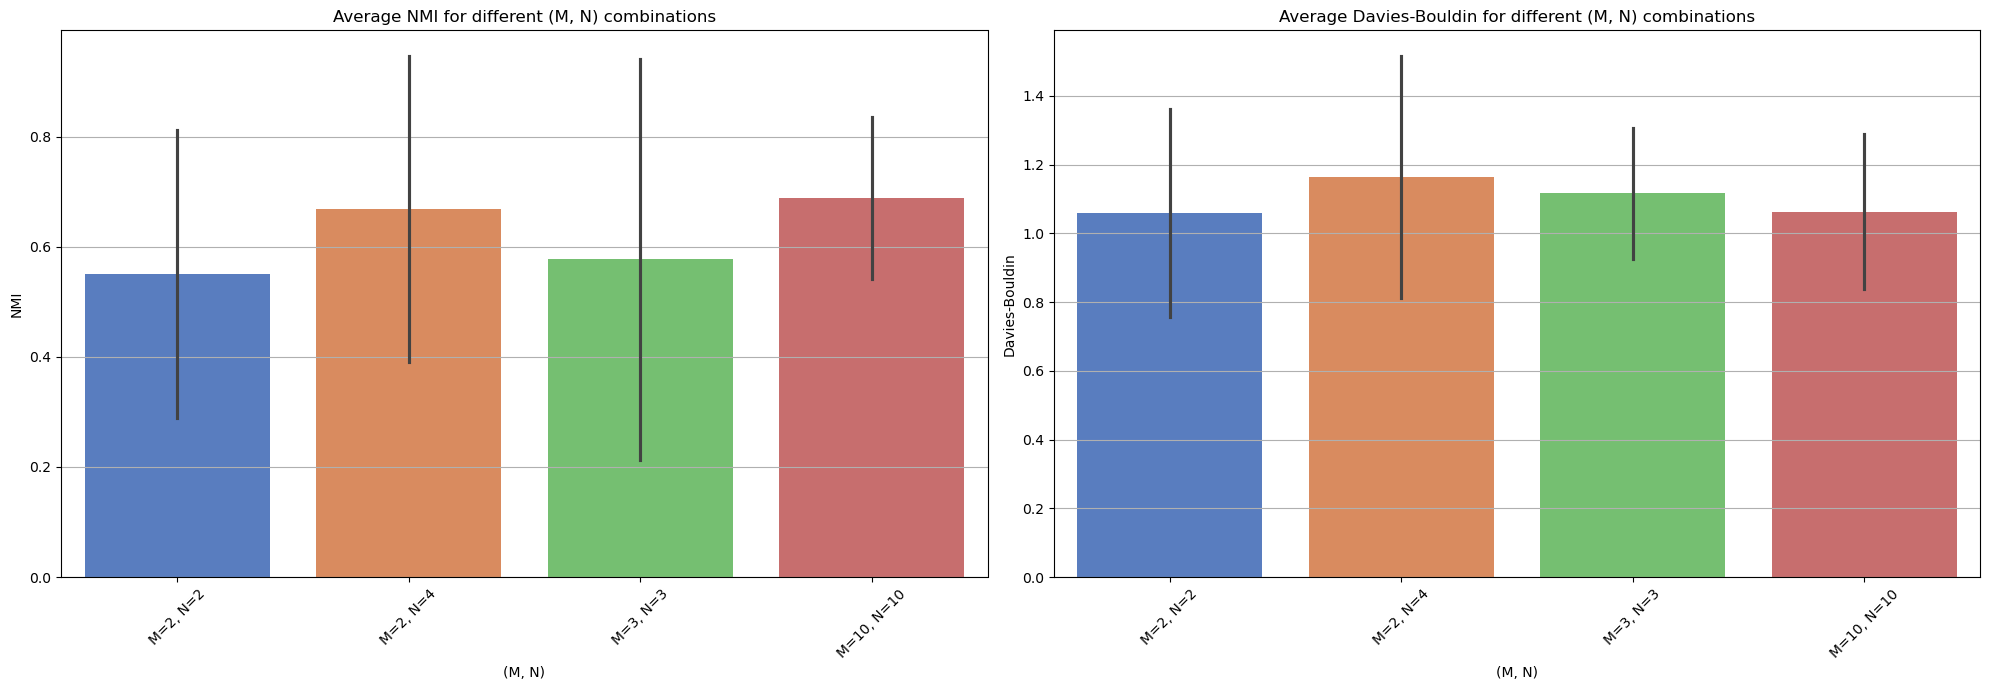 Average NMI for different (M, N) combinations
NMI
0.8
0.6
0.4
0.2
0.0
M=2, N=2
M=2, N=4
M=3, N=3
M=10, N=10
(M, N)
Average Davies-Bouldin for different (M, N) combinations
Davies-Bouldin
1.4
1.2
1.0
0.8
0.6
0.4
0.2
0.0
M=2, N=2
M=2, N=4
M=3, N=3
M=10, N=10
(M, N)